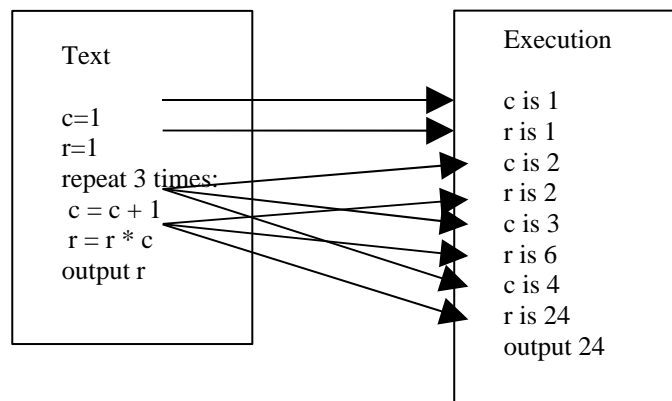 Text
c=1
r=1
repeat 3 times:
c = c + 1
r = r * c
output r
Execution
c is 1
r is 1
c is 2
r is 2
c is 3
r is 6
c is 4
r is 24
output 24